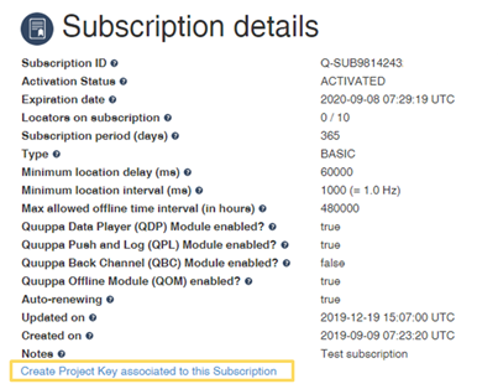 Subscription details
Subscription ID Q-SUB9814243
Activation Status ACTIVATED
Expiration date 2020-09-08 07:29:19 UTC
Locators on subscription 0 / 10
Subscription period (days) 365
Type BASIC
Minimum location delay (ms) 60000
Minimum location interval (ms) 1000 (= 1.0 Hz)
Max allowed offline time interval (in hours) 480000
Quuppa Data Player (QDP) Module enabled? true
Quuppa Push and Log (QPL) Module enabled? true
Quuppa Back Channel (QBC) Module enabled? false
Quuppa Offline Module (QOM) enabled? true
Auto-renewing true
Updated on 2019-12-19 15:07:00 UTC
Created on 2019-09-09 07:23:20 UTC
Notes Test subscription
Create Project Key associated to this Subscription